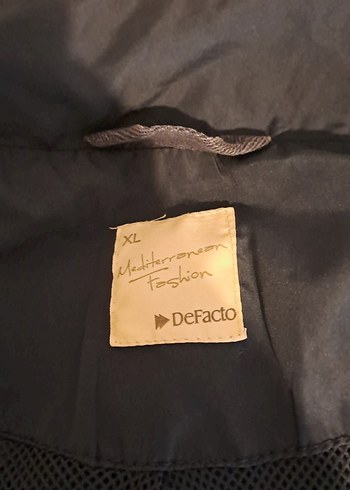 XL
Mediterranean
Fashion
DeFacto